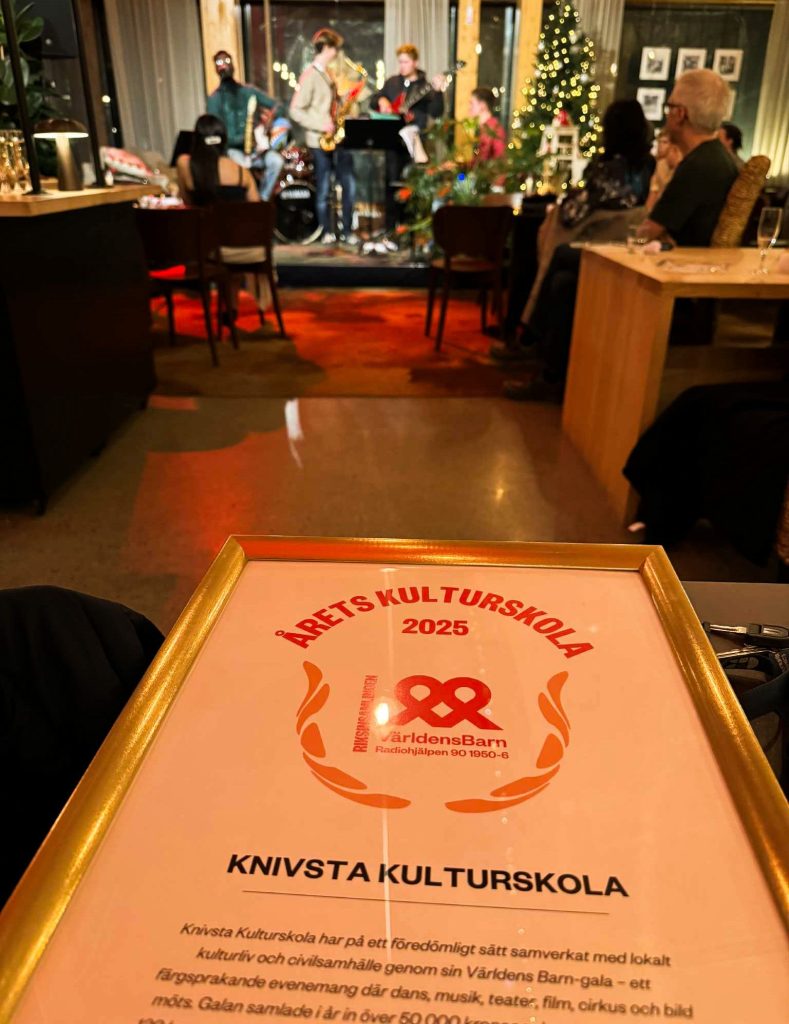 ÅRETS KULTURSKOLA
2025
RIKSINSAMLINGEN
VärldensBarn
Radiohjälpen 90 1950-6
KNIVSTA KULTURSKOLA
Knivsta Kulturskola har på ett föredömligt sätt samverkat med lokalt
kulturliv och civilsamhälle genom sin Världens Barn-gala – ett
färgsprakande evenemang där dans, musik, teater, film, cirkus och bild
möts. Galan samlade i år in över 50 000